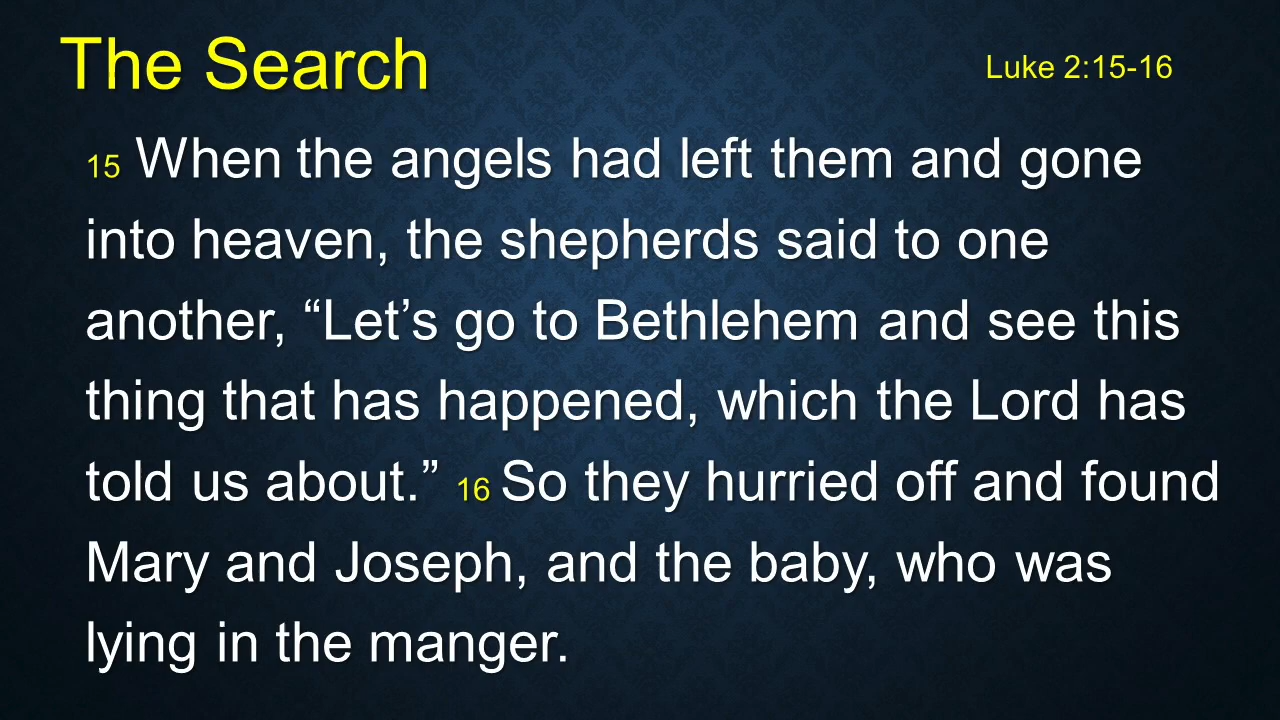 The Search
Luke 2:15-16
15 When the angels had left them and gone
into heaven, the shepherds said to one
another, “Let’s go to Bethlehem and see this
thing that has happened, which the Lord has
told us about.” 16 So they hurried off and found
Mary and Joseph, and the baby, who was
lying in the manger.